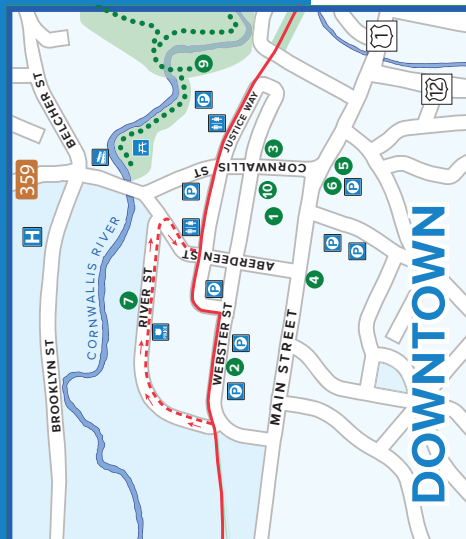 DOWNTOWN
359
BELCHER ST
9
P
1
12
JUSTICE WAY
3
CORNWALLIS ST
P
10
5
6
P
1
H
CORNWALLIS RIVER
P
P
ABERDEEN ST
7
RIVER ST
P
4
WEBSTER ST
P
2
P
MAIN STREET
BROOKLYN ST